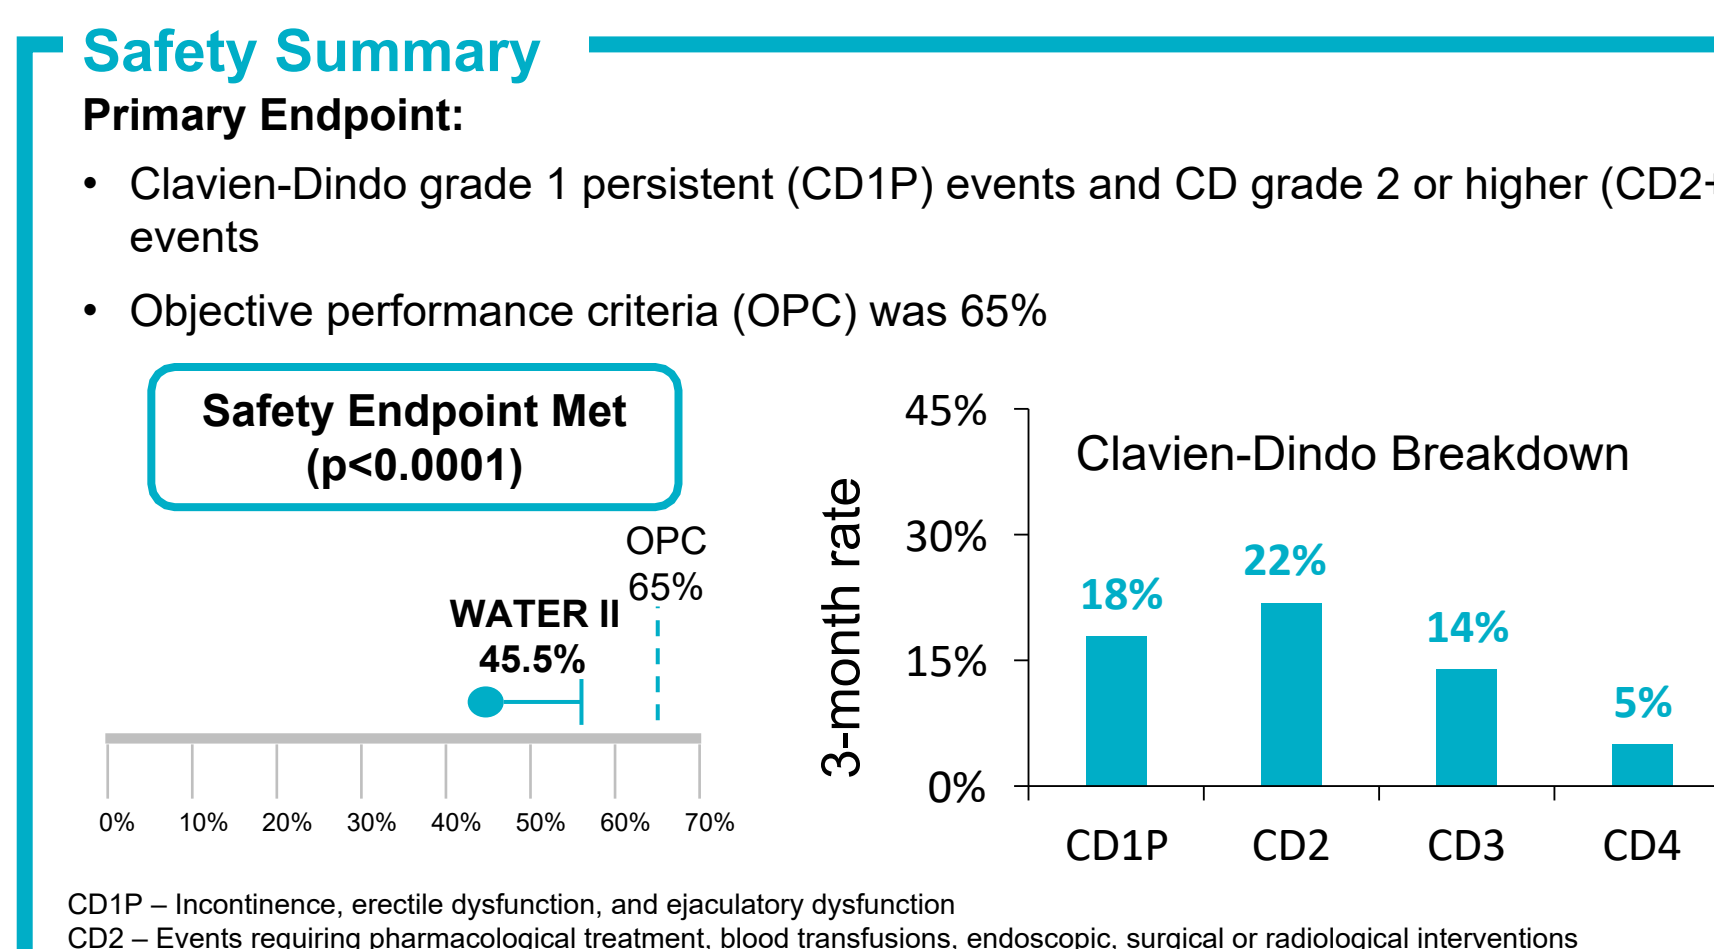 Safety Summary
Primary Endpoint:
• Clavien-Dindo grade 1 persistent (CD1P) events and CD grade 2 or higher (CD2+
events
• Objective performance criteria (OPC) was 65%
Safety Endpoint Met
(p<0.0001)
OPC
65%
WATER II
45.5%
0% 10% 20% 30% 40% 50% 60% 70%
Clavien-Dindo Breakdown
3-month rate
45%
30%
15%
0%
18% 22% 14% 5%
CD1P CD2 CD3 CD4
CD1P – Incontinence, erectile dysfunction, and ejaculatory dysfunction
CD2 – Events requiring pharmacological treatment, blood transfusions, endoscopic, surgical or radiological interventions